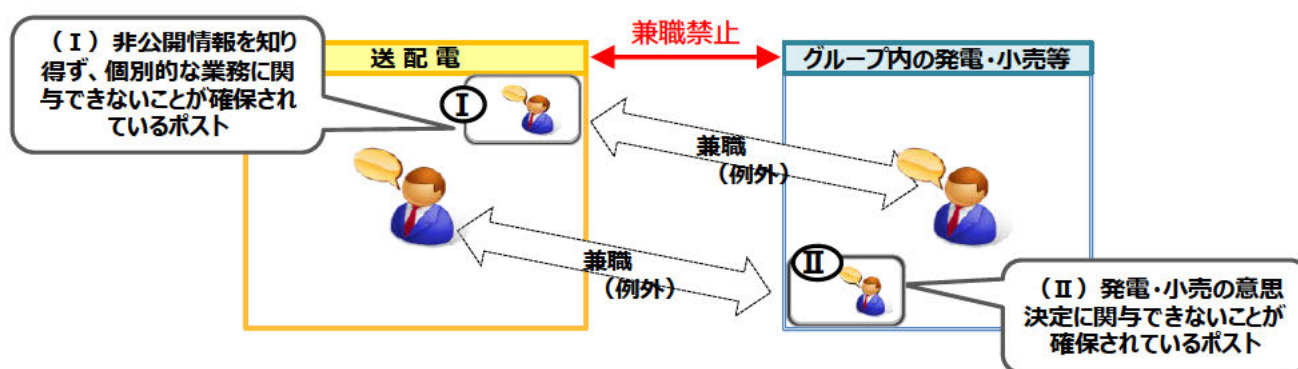 兼職禁止
(Ⅰ)非公開情報を知り
得ず、個別的な業務に関
与できないことが確保され
ているポスト
送配電
グループ内の発電・小売等
Ⅰ
兼職
(例外)
兼職
(例外)
Ⅱ
(Ⅱ)発電・小売の意思
決定に関与できないことが
確保されているポスト